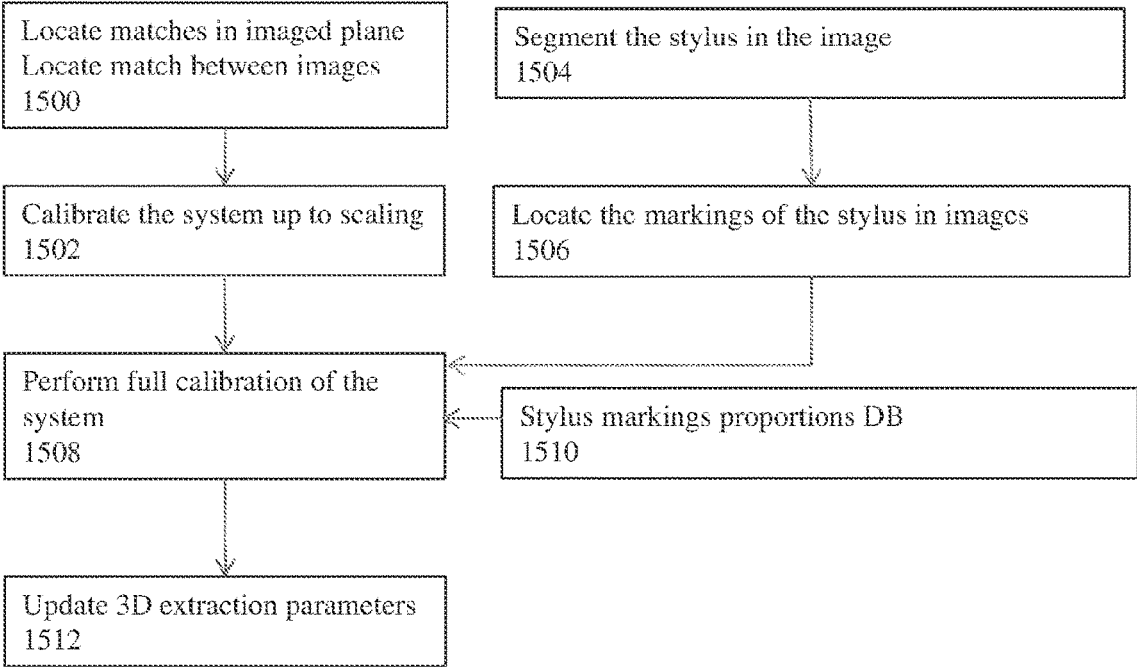 Locate matches in imaged plane
Locate match between images
1500
Segment the stylus in the image
1504
Calibrate the system up to scaling
1502
Locate the markings of the stylus in images
1506
Perform full calibration of the
system
1508
Stylus markings proportions DB
1510
Update 3D extraction parameters
1512